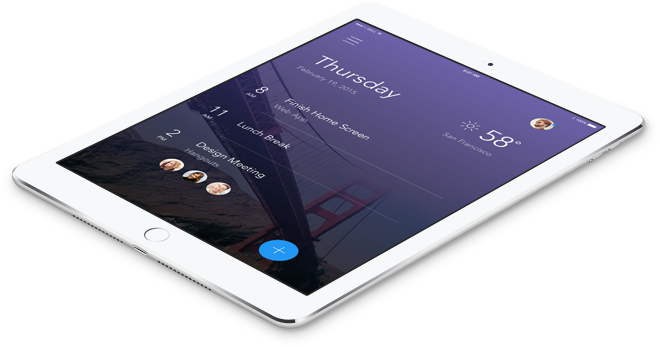 Thursday
February 19, 2015
58°
San Francisco
8 AM
Finish Home Screen
Web App
11 AM
Lunch Break
2 PM
Design Meeting
Hangouts